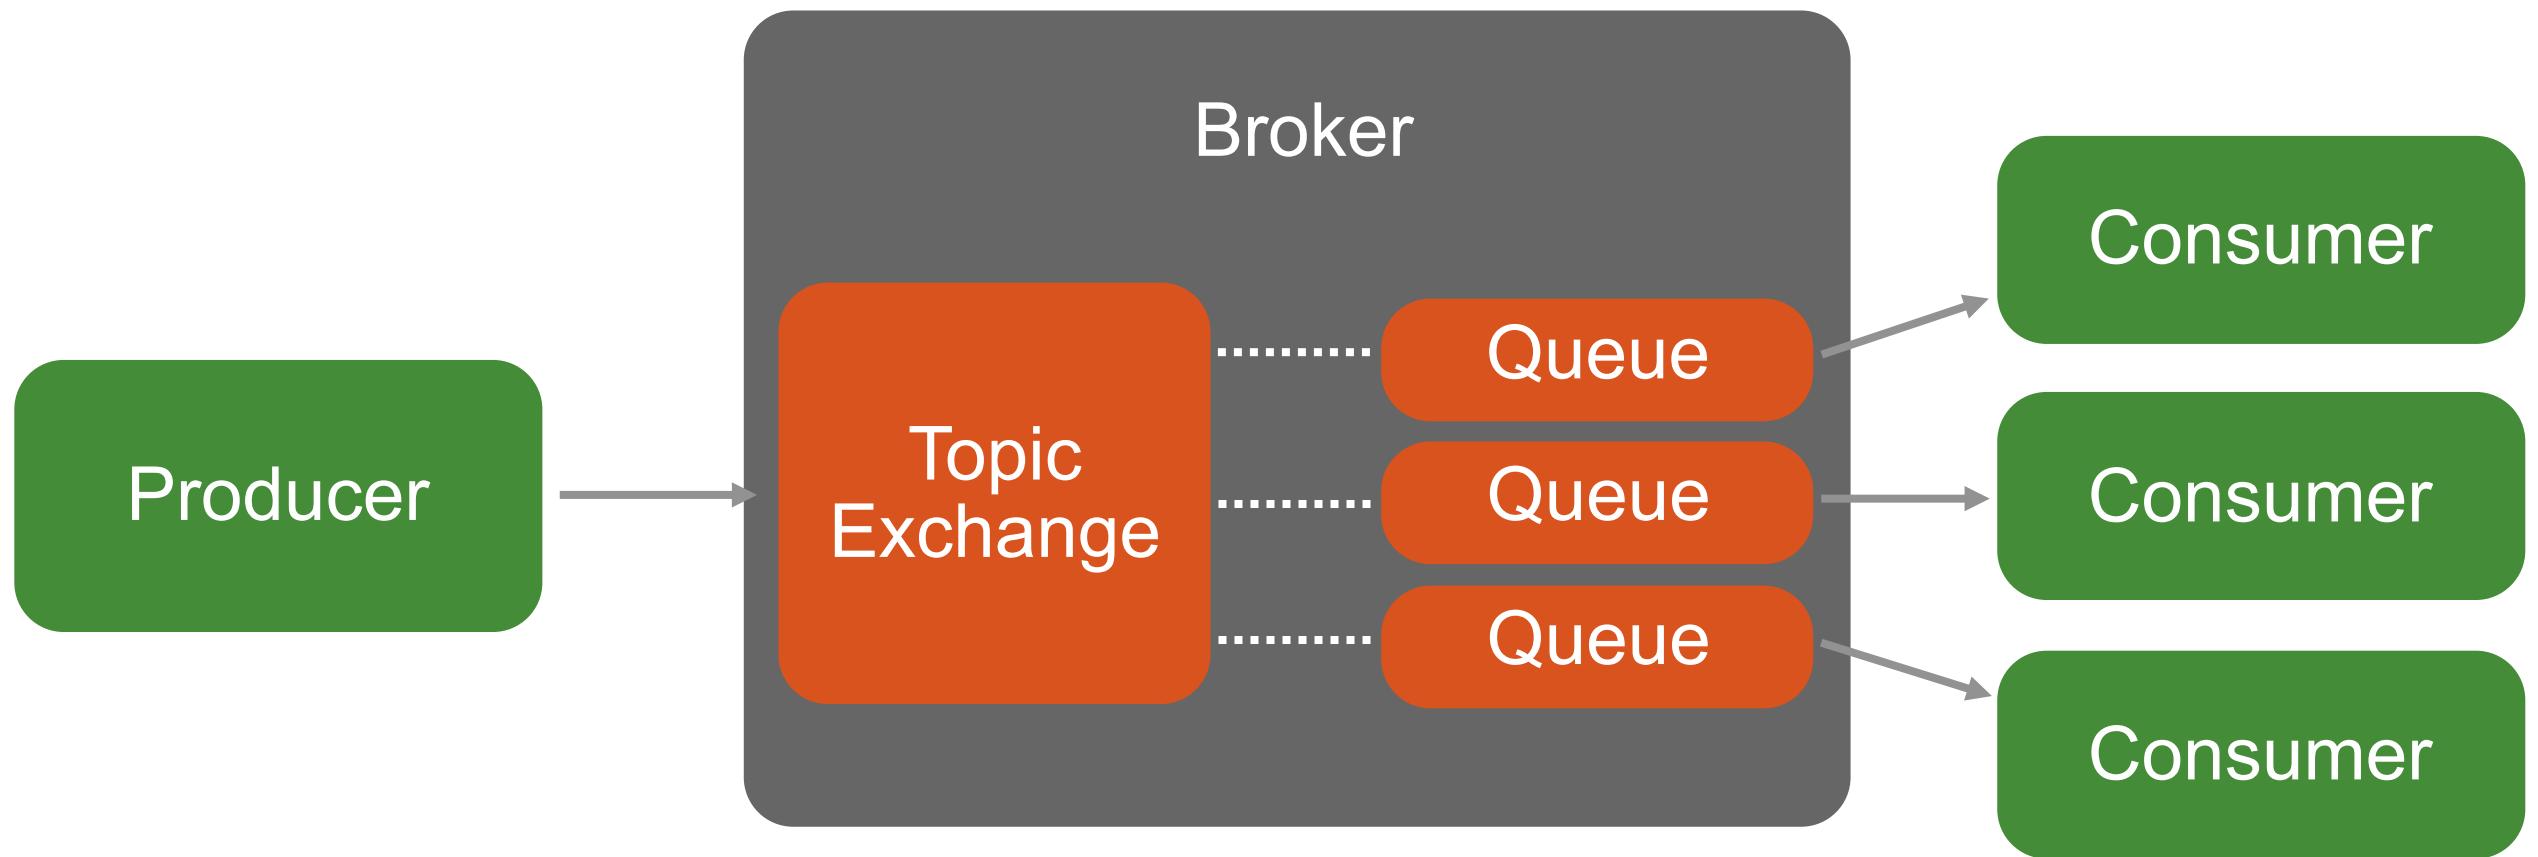 Broker
Producer
Topic
Exchange
Queue
Queue
Queue
Consumer
Consumer
Consumer